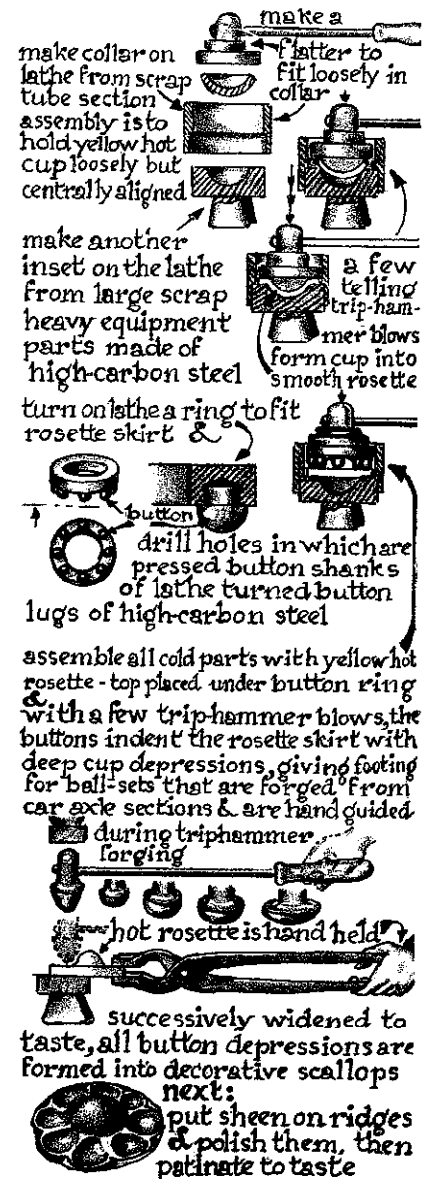 make a
flatter to
fit loosely in
collar
make collar on
lathe from scrap
tube section
assembly is to
hold yellow hot
cup loosely but
centrally aligned
make another
inset on the lathe
from large scrap
heavy equipment
parts made of
high-carbon steel
a few
telling
trip-ham-
mer blows
form cup into
smooth rosette
turn on lathe a ring to fit
rosette skirt &
button
drill holes in which are
pressed button shanks
of lathe turned button
lugs of high-carbon steel
assemble all cold parts with yellow hot
rosette-top placed under button ring
&
with a few trip-hammer blows, the
buttons indent the rosette skirt with
deep cup depressions, giving footing
for ball-sets that are forged from
car axle sections & are hand guided
during triphammer
forging
hot rosette is hand held
successively widened to
taste, all button depressions are
formed into decorative scallops
next:
put sheen on ridges
& polish them, then
patinate to taste